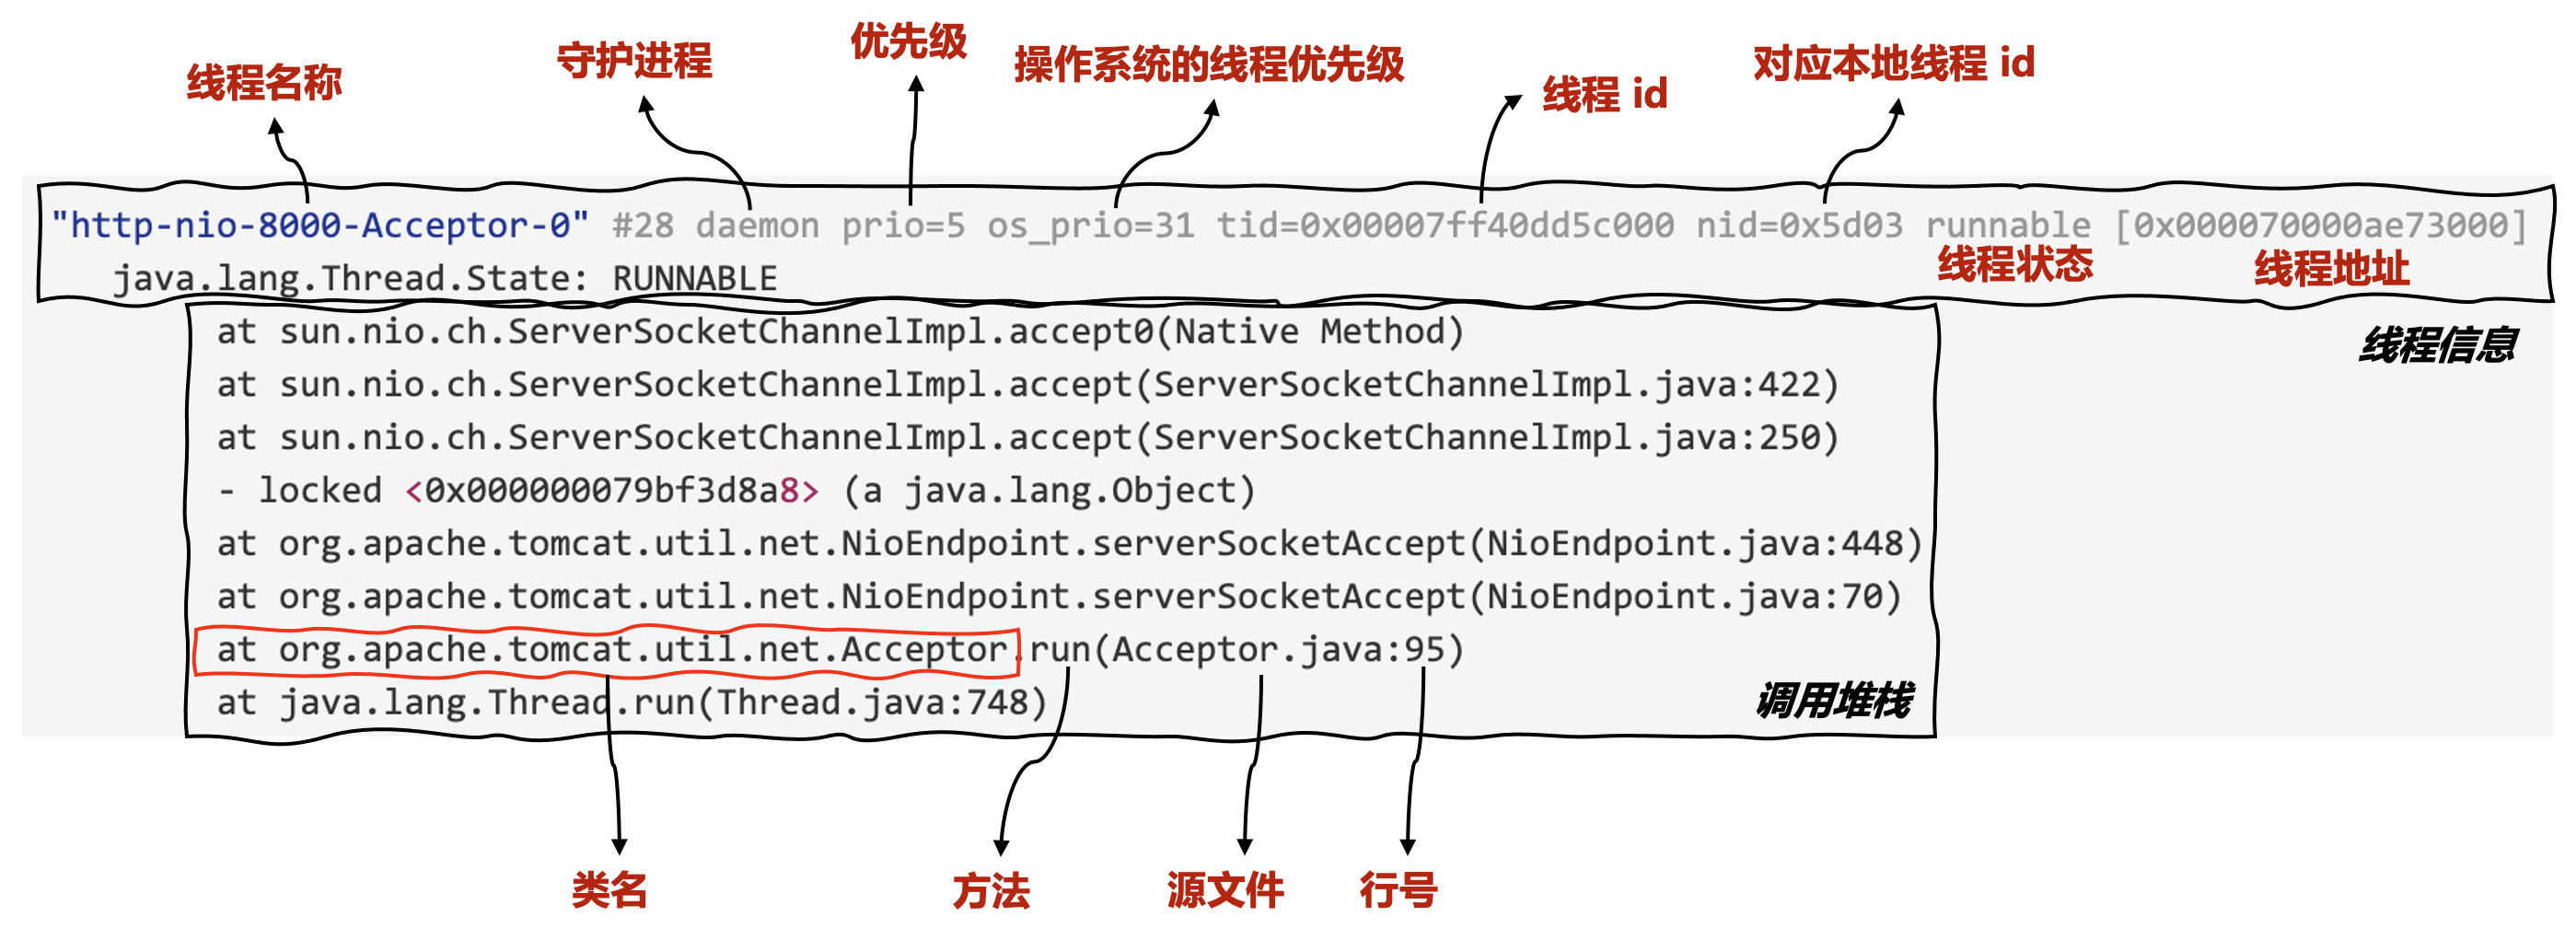 线程名称
守护进程
优先级
操作系统的线程优先级
线程 id
对应本地线程 id
"http-nio-8000-Acceptor-0" #28 daemon prio=5 os_prio=31 tid=0x00007ff40dd5c000 nid=0x5d03 runnable [0x000070000ae73000]
java.lang.Thread.State: RUNNABLE
线程状态
线程地址
线程信息
at sun.nio.ch.ServerSocketChannelImpl.accept0(Native Method)
at sun.nio.ch.ServerSocketChannelImpl.accept(ServerSocketChannelImpl.java:422)
at sun.nio.ch.ServerSocketChannelImpl.accept(ServerSocketChannelImpl.java:250)
- locked <0x000000079bf3d8a8> (a java.lang.Object)
at org.apache.tomcat.util.net.NioEndpoint.serverSocketAccept(NioEndpoint.java:448)
at org.apache.tomcat.util.net.NioEndpoint.serverSocketAccept(NioEndpoint.java:70)
at org.apache.tomcat.util.net.Acceptor.run(Acceptor.java:95)
at java.lang.Thread.run(Thread.java:748)
调用堆栈
类名
方法
源文件
行号